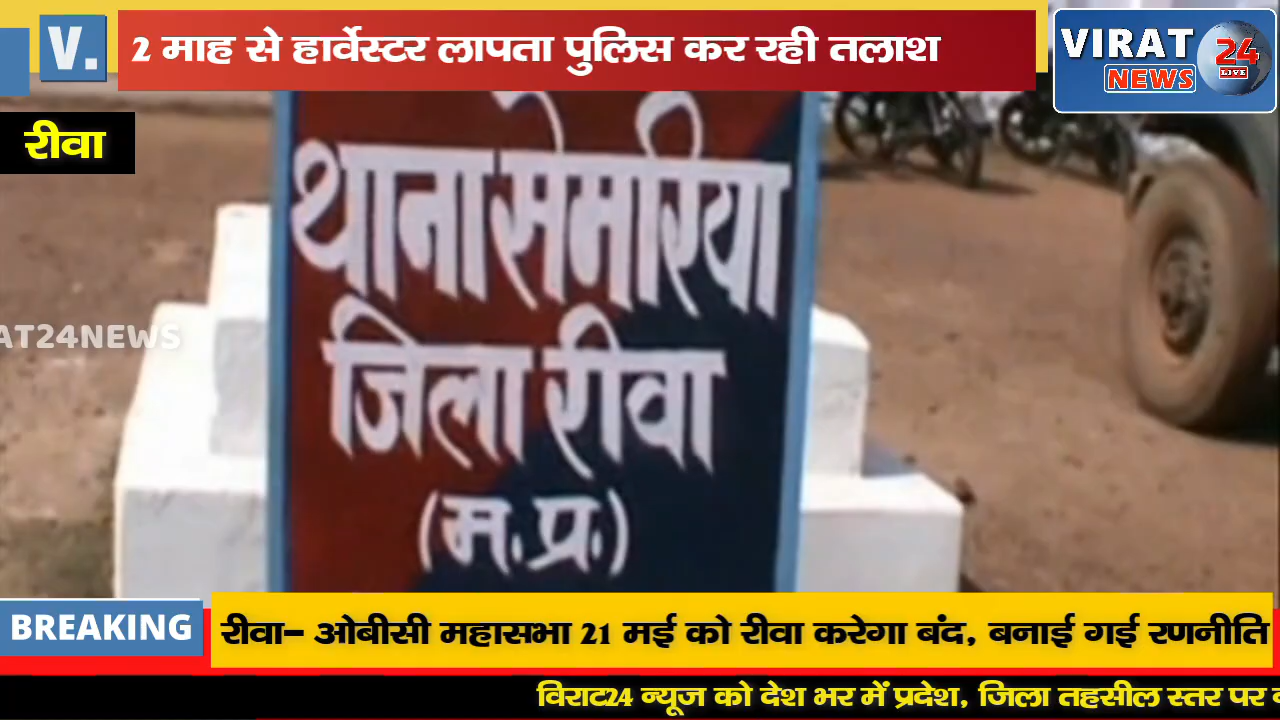 V.
2 माह से हार्वेस्टर लापता पुलिस कर रही तलाश
VIRAT
NEWS
24
LIVE
रीवा
थाना सेमरिया
जिला रीवा
(म.प्र.)
AT24NEWS
BREAKING
रीवा- ओबीसी महासभा 21 मई को रीवा करेगा बंद, बनाई गई रणनीति
विराट24 न्यूज को देश भर में प्रदेश, जिला तहसील स्तर पर